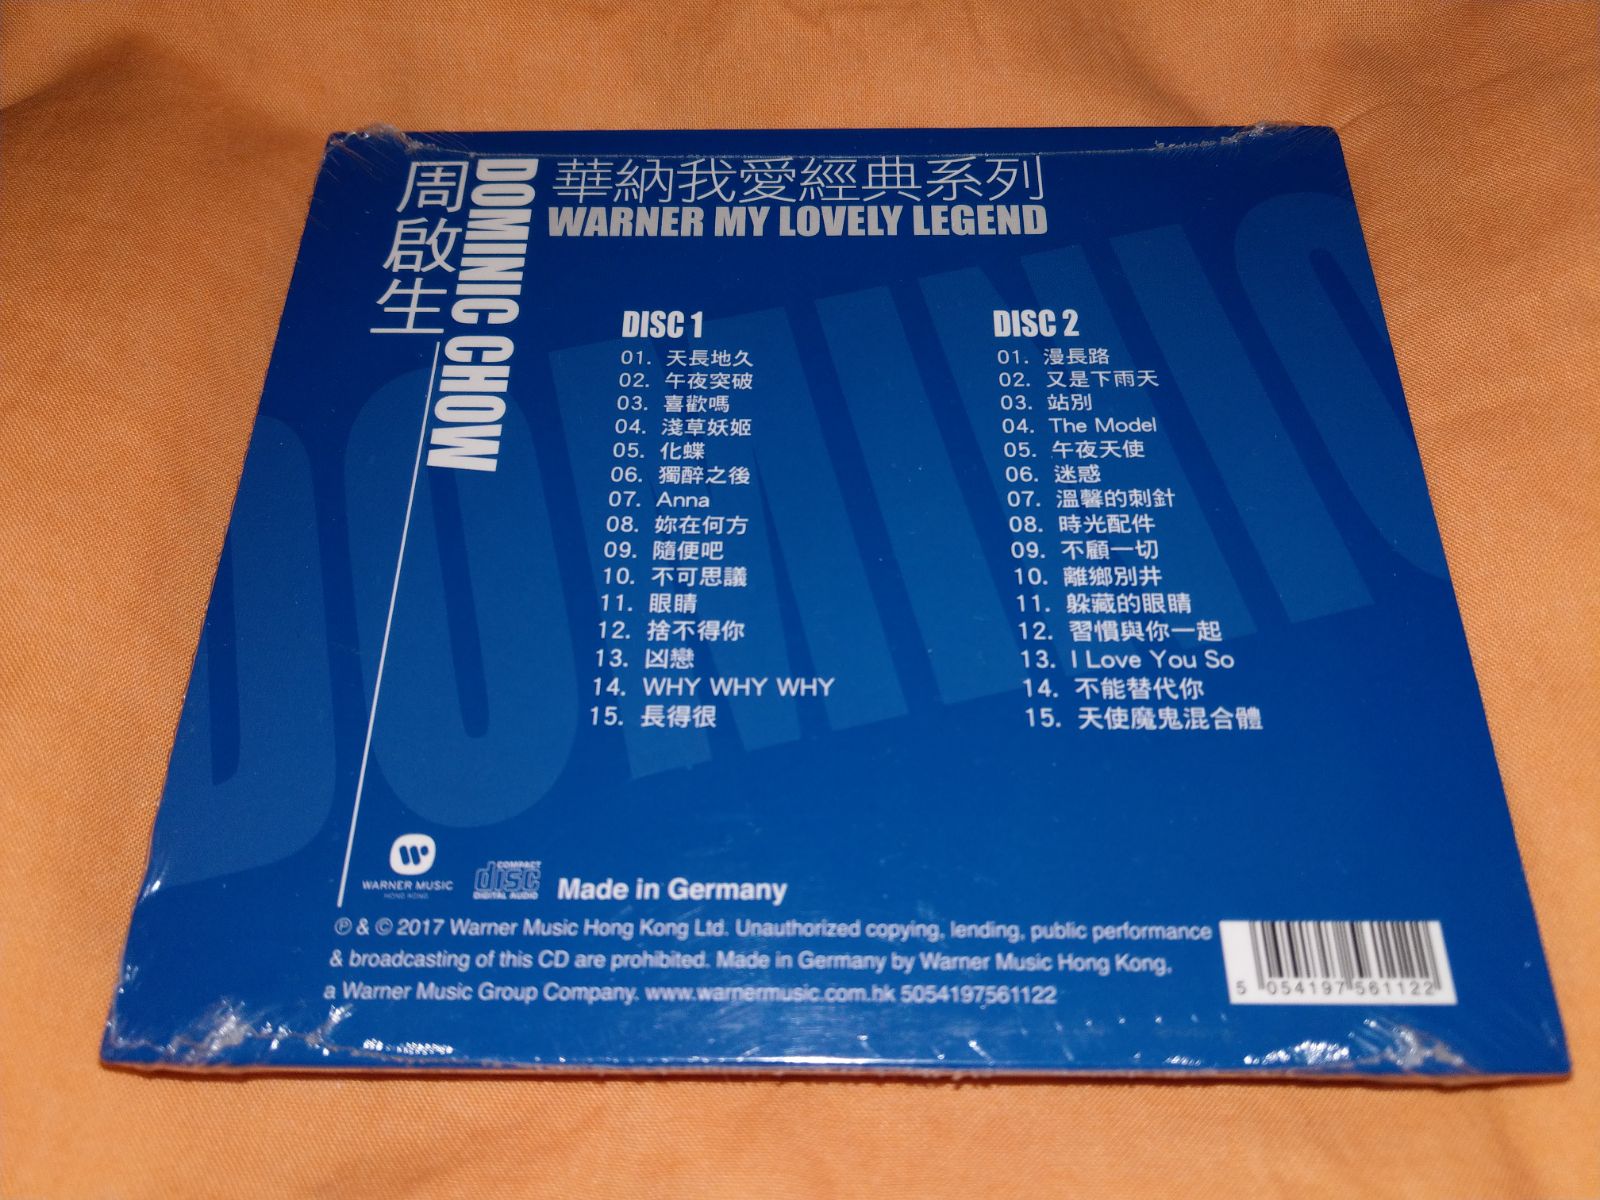 周啟生
DOMINIC CHOW
華納我愛經典系列
WARNER MY LOVELY LEGEND
DISC 1
01. 天長地久
02. 午夜突破
03. 喜歡嗎
04. 淺草妖姬
05. 化蝶
06. 獨醉之後
07. Anna
08. 妳在何方
09. 隨便吧
10. 不可思議
11. 眼睛
12. 捨不得你
13. 凶戀
14. WHY WHY WHY
15. 長得很
DISC 2
01. 漫長路
02. 又是下雨天
03. 站別
04. The Model
05. 午夜天使
06. 迷惑
07. 溫馨的刺針
08. 時光配件
09. 不顧一切
10. 離鄉別井
11. 躲藏的眼睛
12. 習慣與你一起
13. I Love You So
14. 不能替代你
15. 天使魔鬼混合體
DOMINIC
WARNER MUSIC
HONG KONG
COMPACT
disc
DIGITAL AUDIO
Made in Germany
℗ & © 2017 Warner Music Hong Kong Ltd. Unauthorized copying, lending, public performance
& broadcasting of this CD are prohibited. Made in Germany by Warner Music Hong Kong,
a Warner Music Group Company. www.warnermusic.com.hk 5054197561122
5 054197 561122